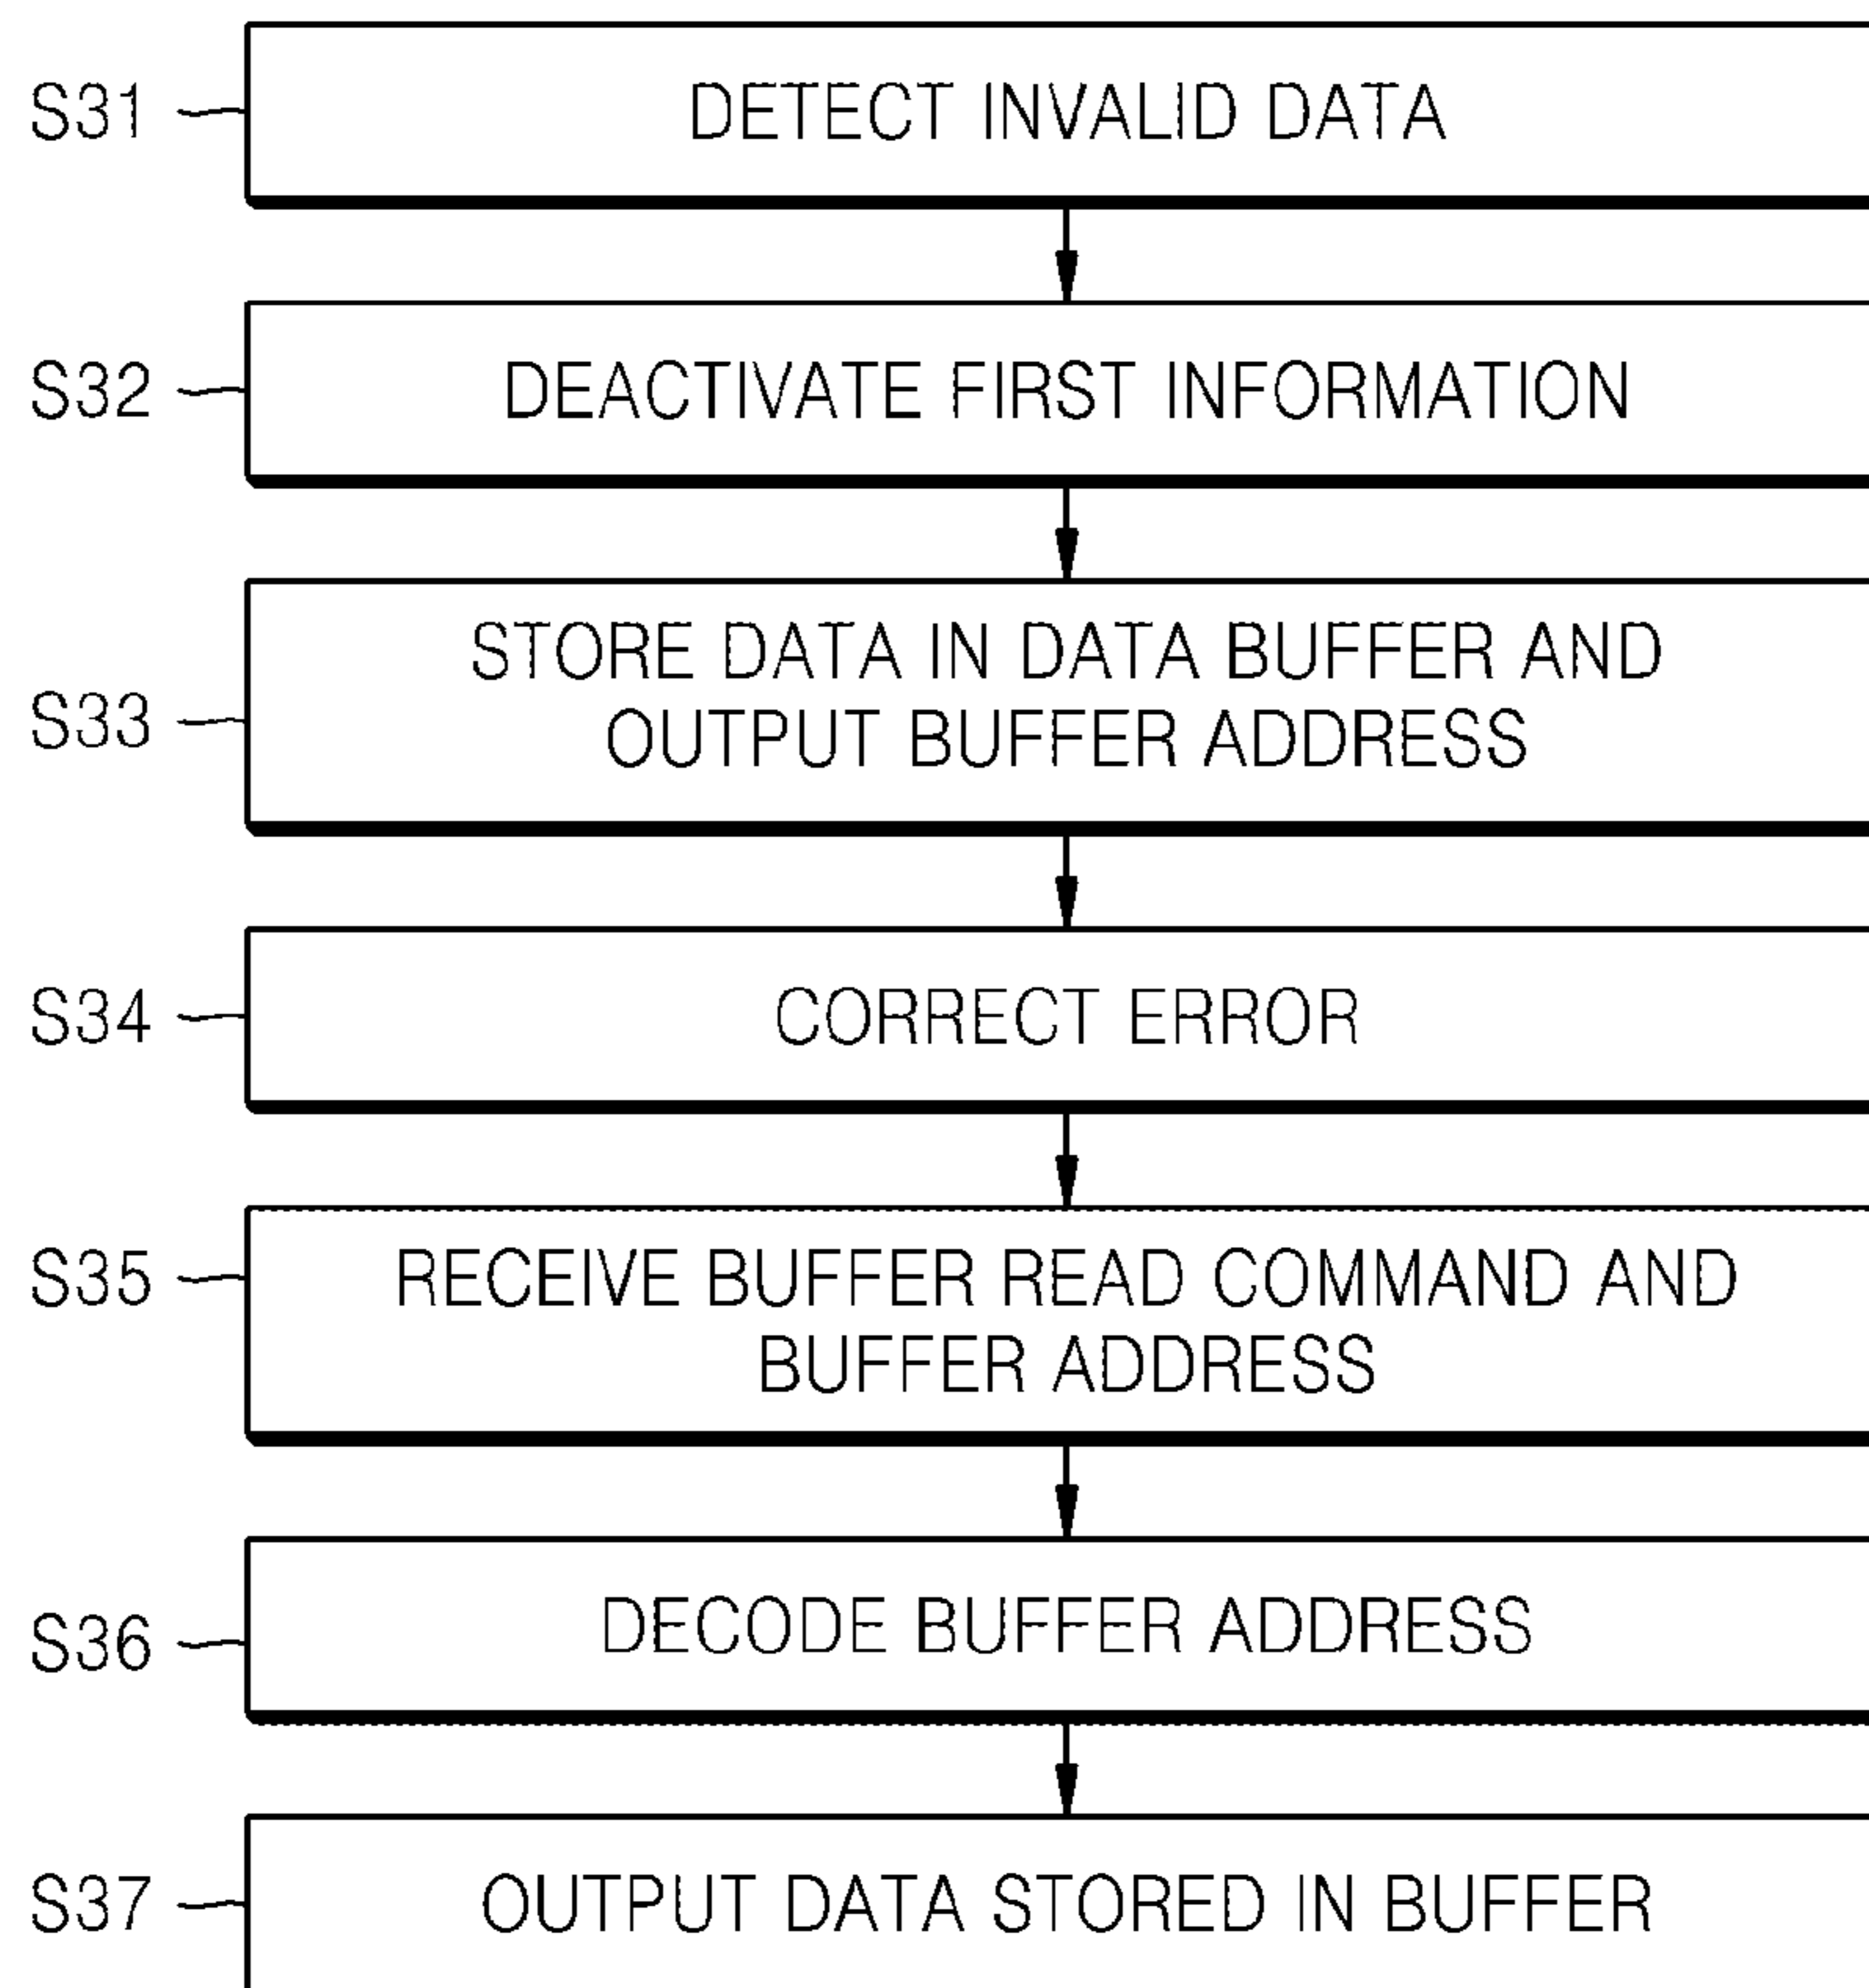 S31 DETECT INVALID DATA
S32 DEACTIVATE FIRST INFORMATION
STORE DATA IN DATA BUFFER AND
S33 OUTPUT BUFFER ADDRESS
S34 CORRECT ERROR
S35 RECEIVE BUFFER READ COMMAND AND
BUFFER ADDRESS
S36 DECODE BUFFER ADDRESS
S37 OUTPUT DATA STORED IN BUFFER